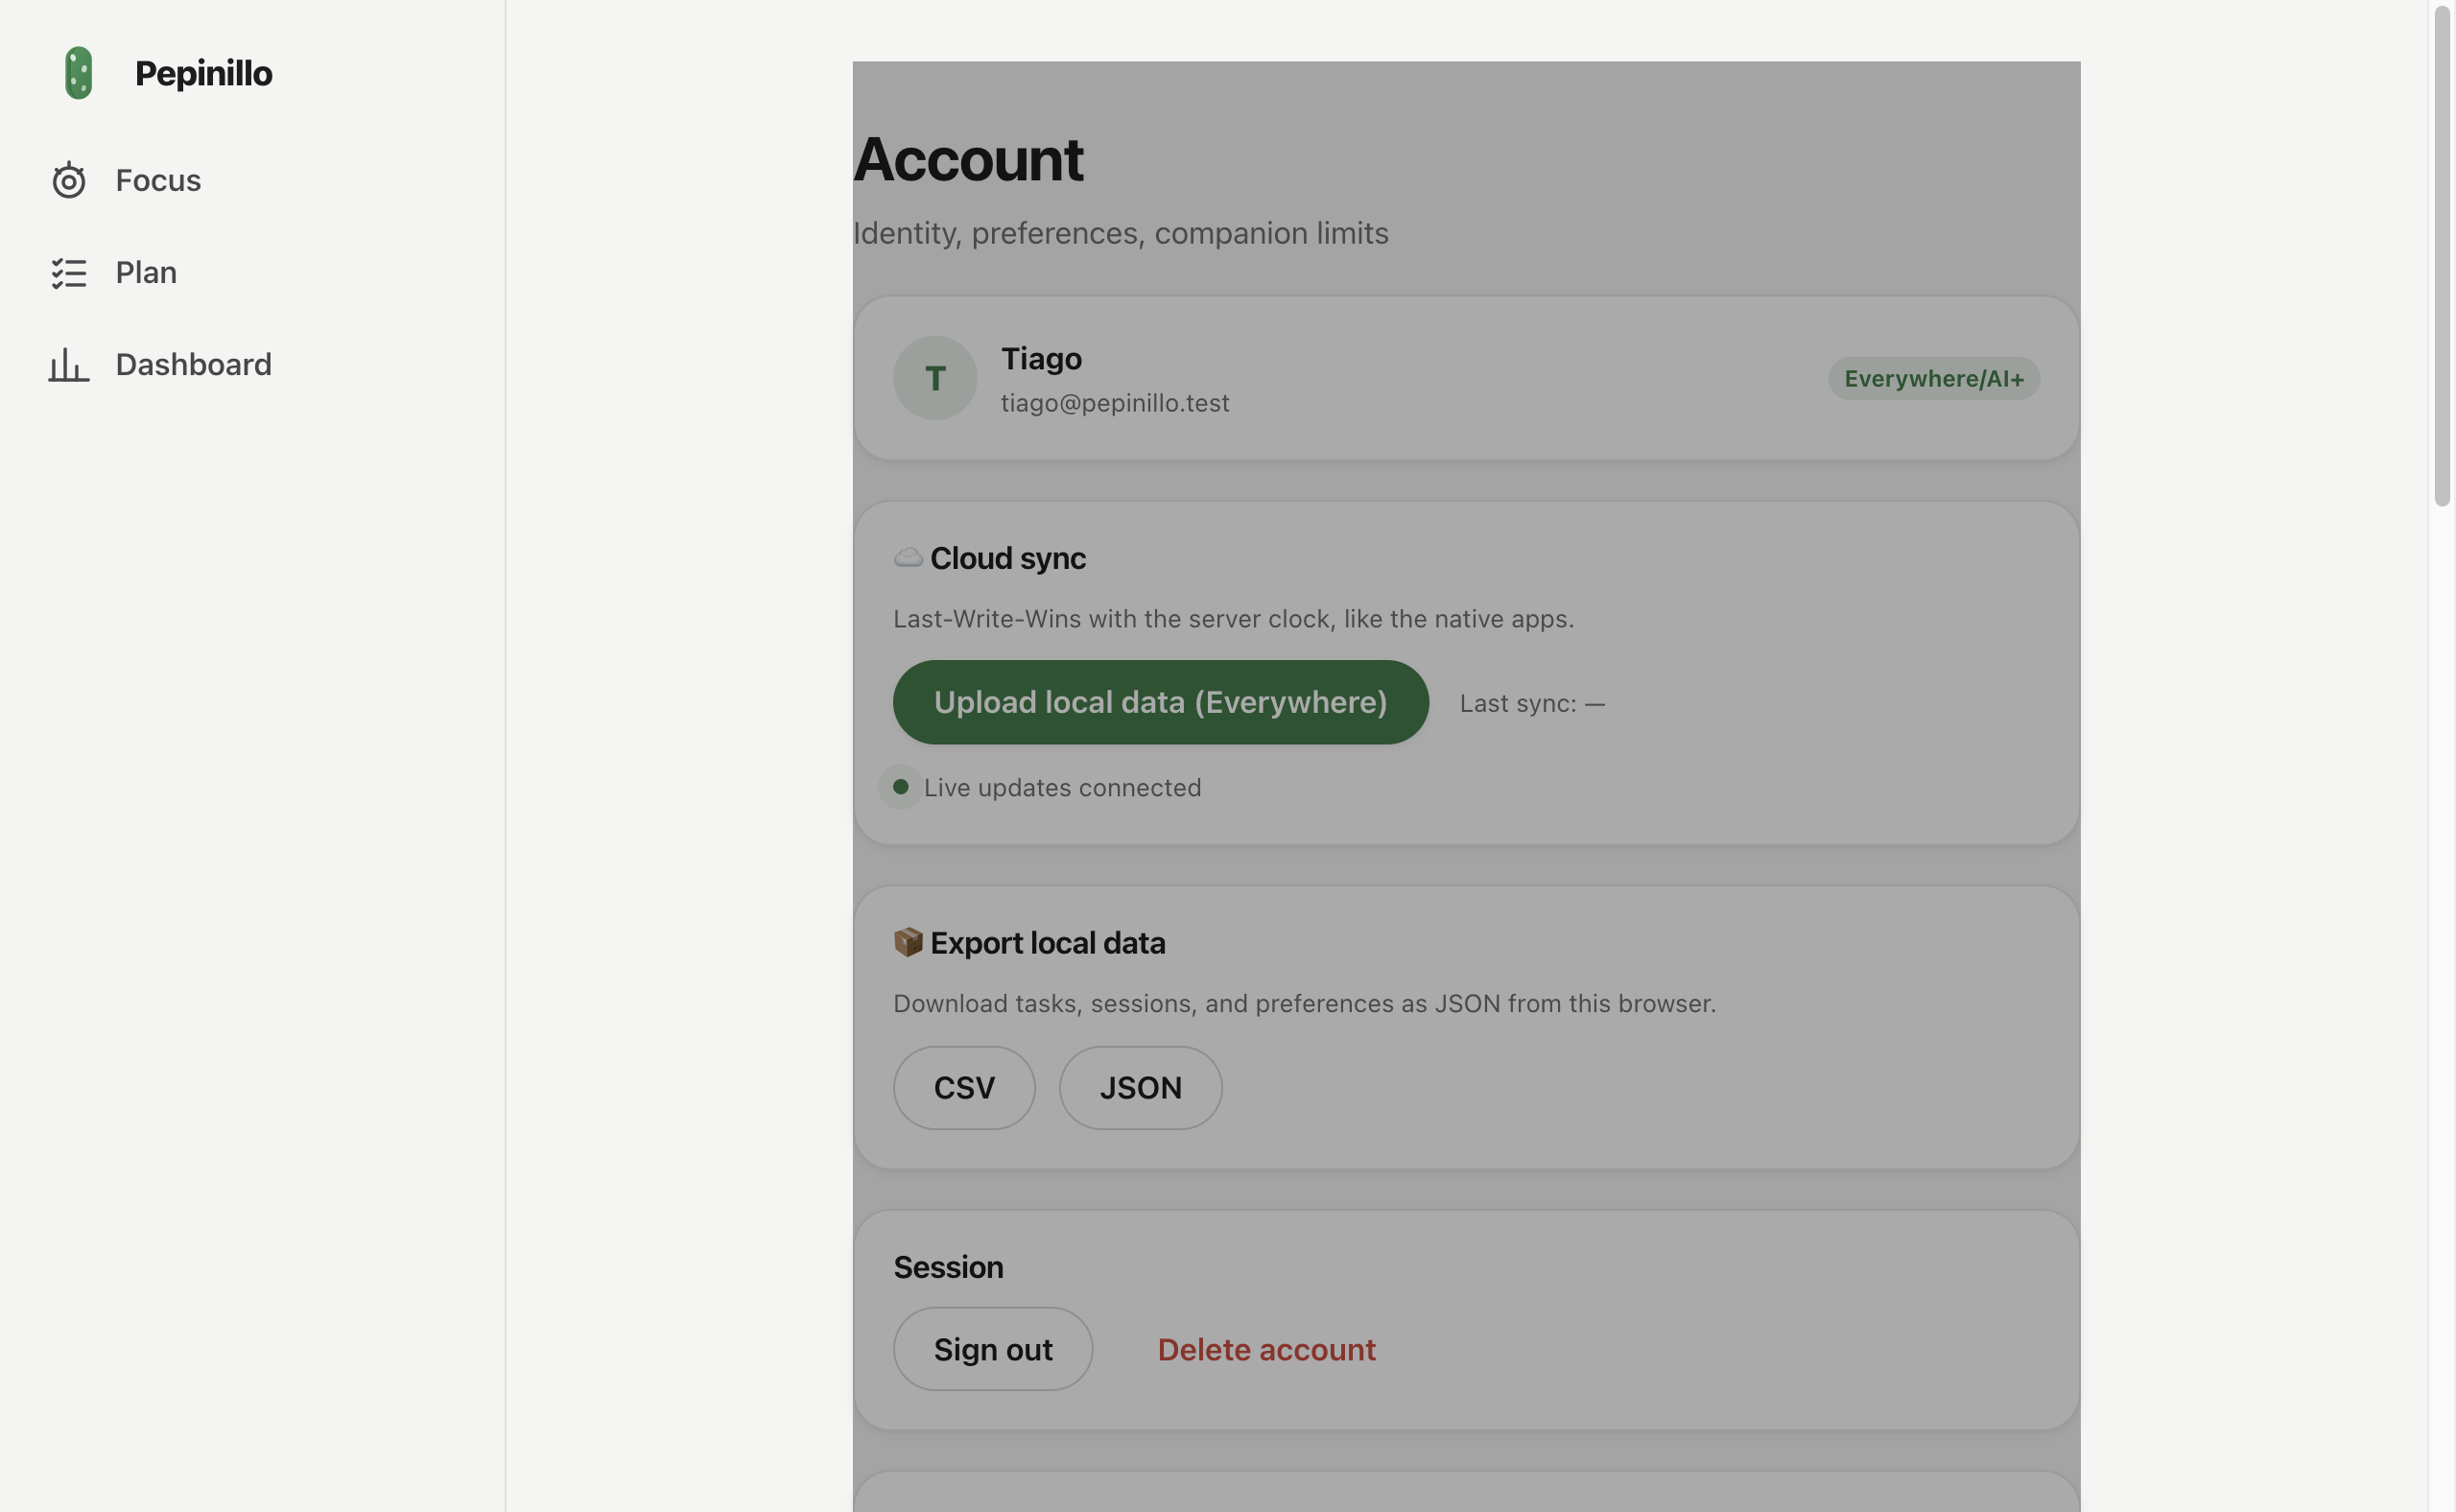 Pepinillo
Focus
Plan
Dashboard
Account
Identity, preferences, companion limits
T
Tiago
tiago@pepinillo.test
Everywhere/AI+
Cloud sync
Last-Write-Wins with the server clock, like the native apps.
Upload local data (Everywhere)
Last sync: —
Live updates connected
Export local data
Download tasks, sessions, and preferences as JSON from this browser.
CSV
JSON
Session
Sign out
Delete account